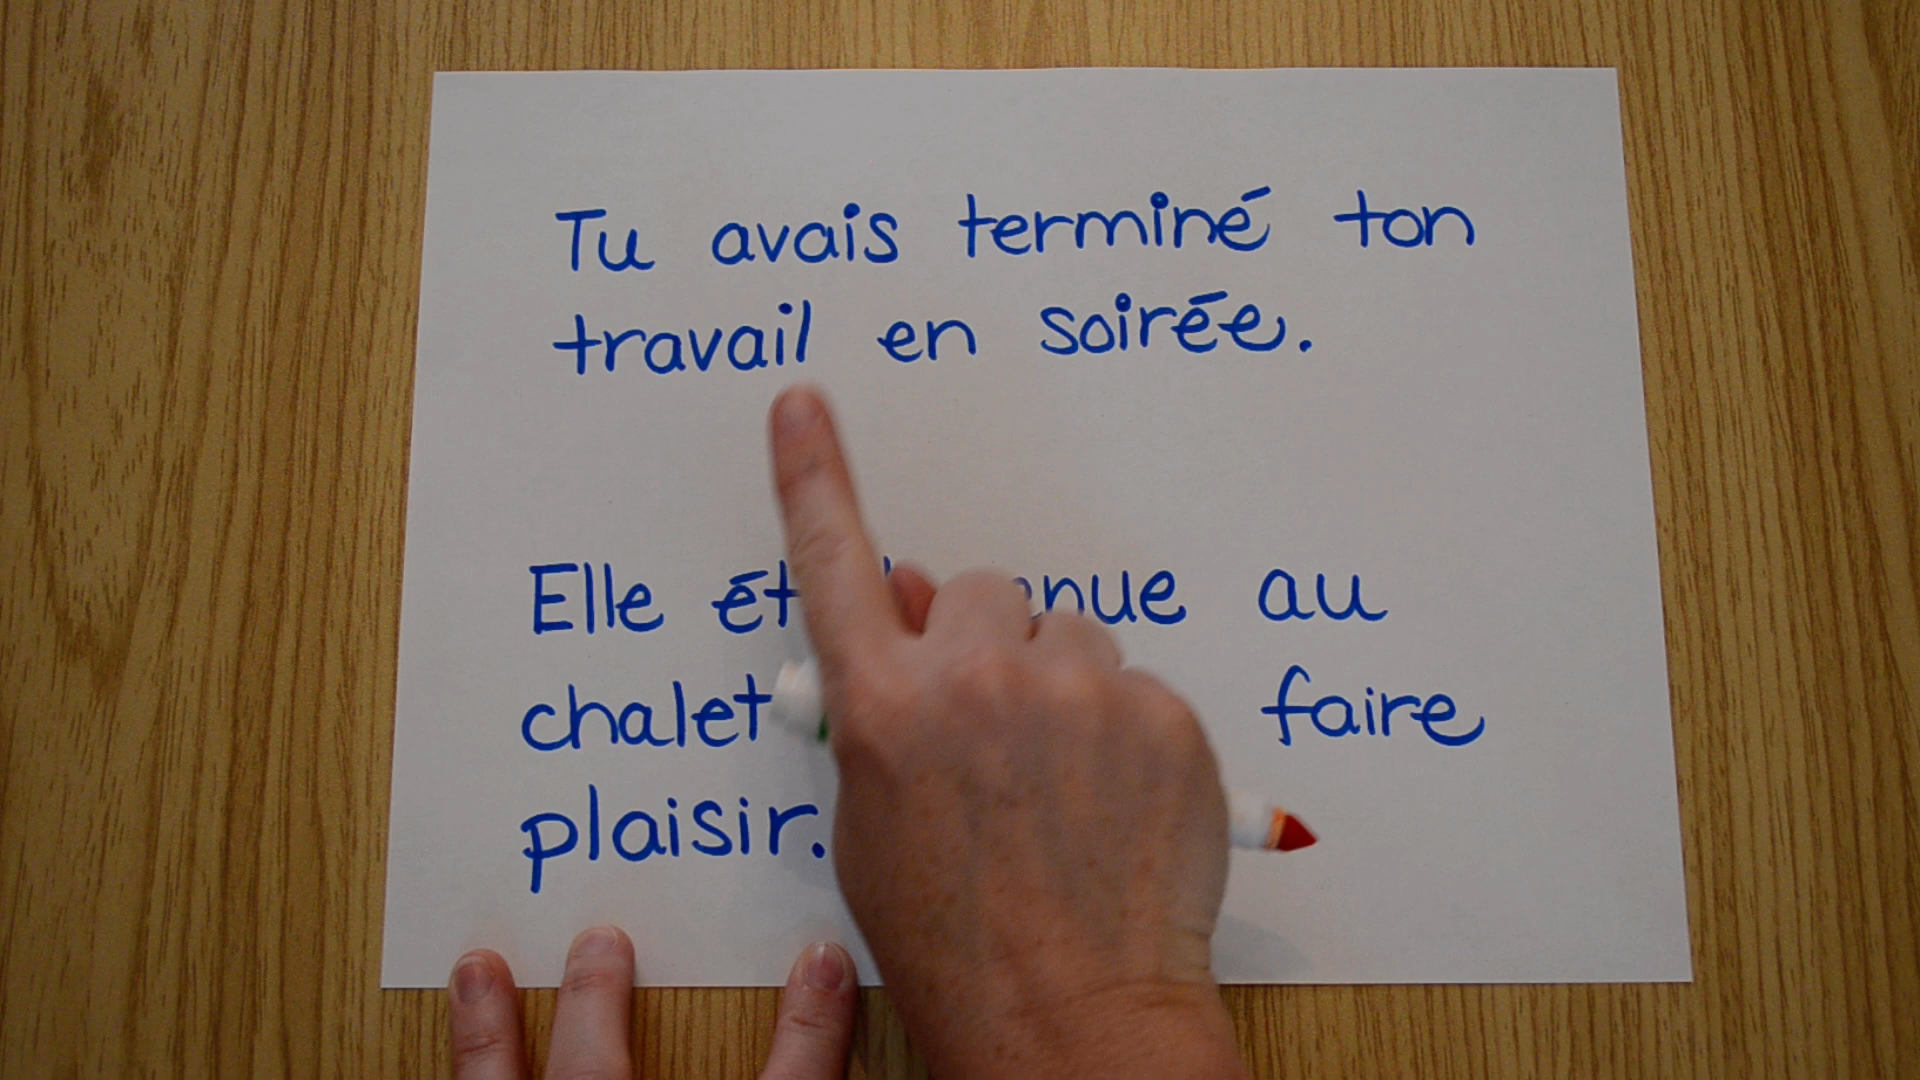 Tu avais terminé ton
travail en soirée.
Elle au
chalet faire
plaisir.